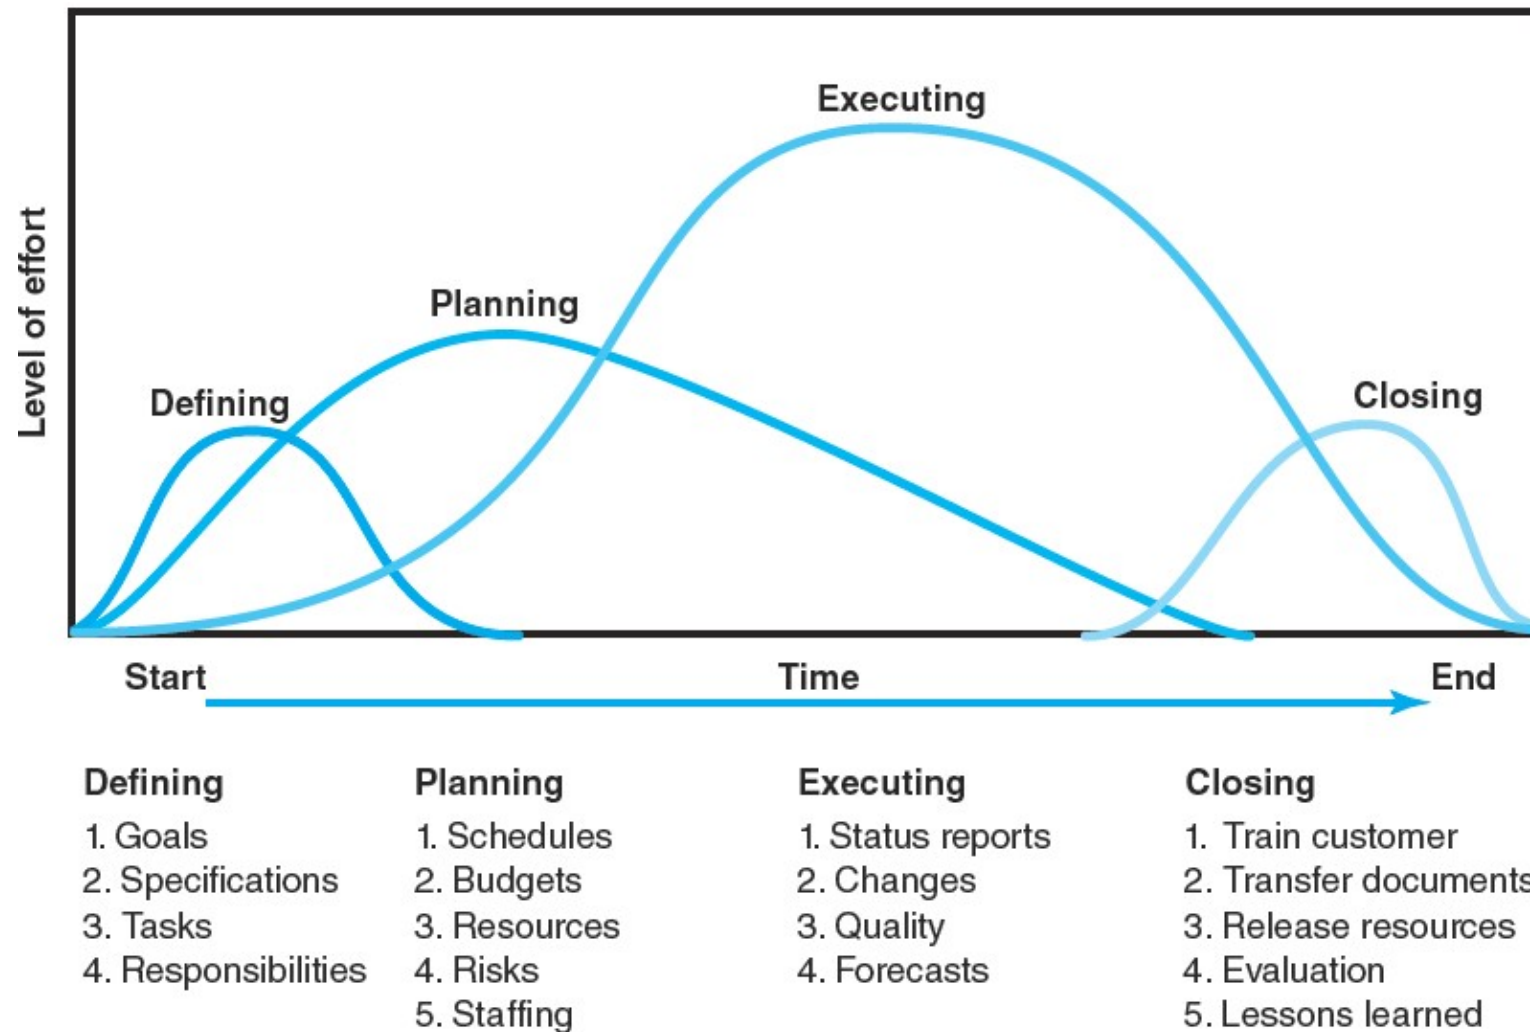 Executing
Planning
Defining
Closing
Level of effort
Start
Time
End
Defining
1. Goals
2. Specifications
3. Tasks
4. Responsibilities
Planning
1. Schedules
2. Budgets
3. Resources
4. Risks
5. Staffing
Executing
1. Status reports
2. Changes
3. Quality
4. Forecasts
Closing
1. Train customer
2. Transfer documents
3. Release resources
4. Evaluation
5. Lessons learned